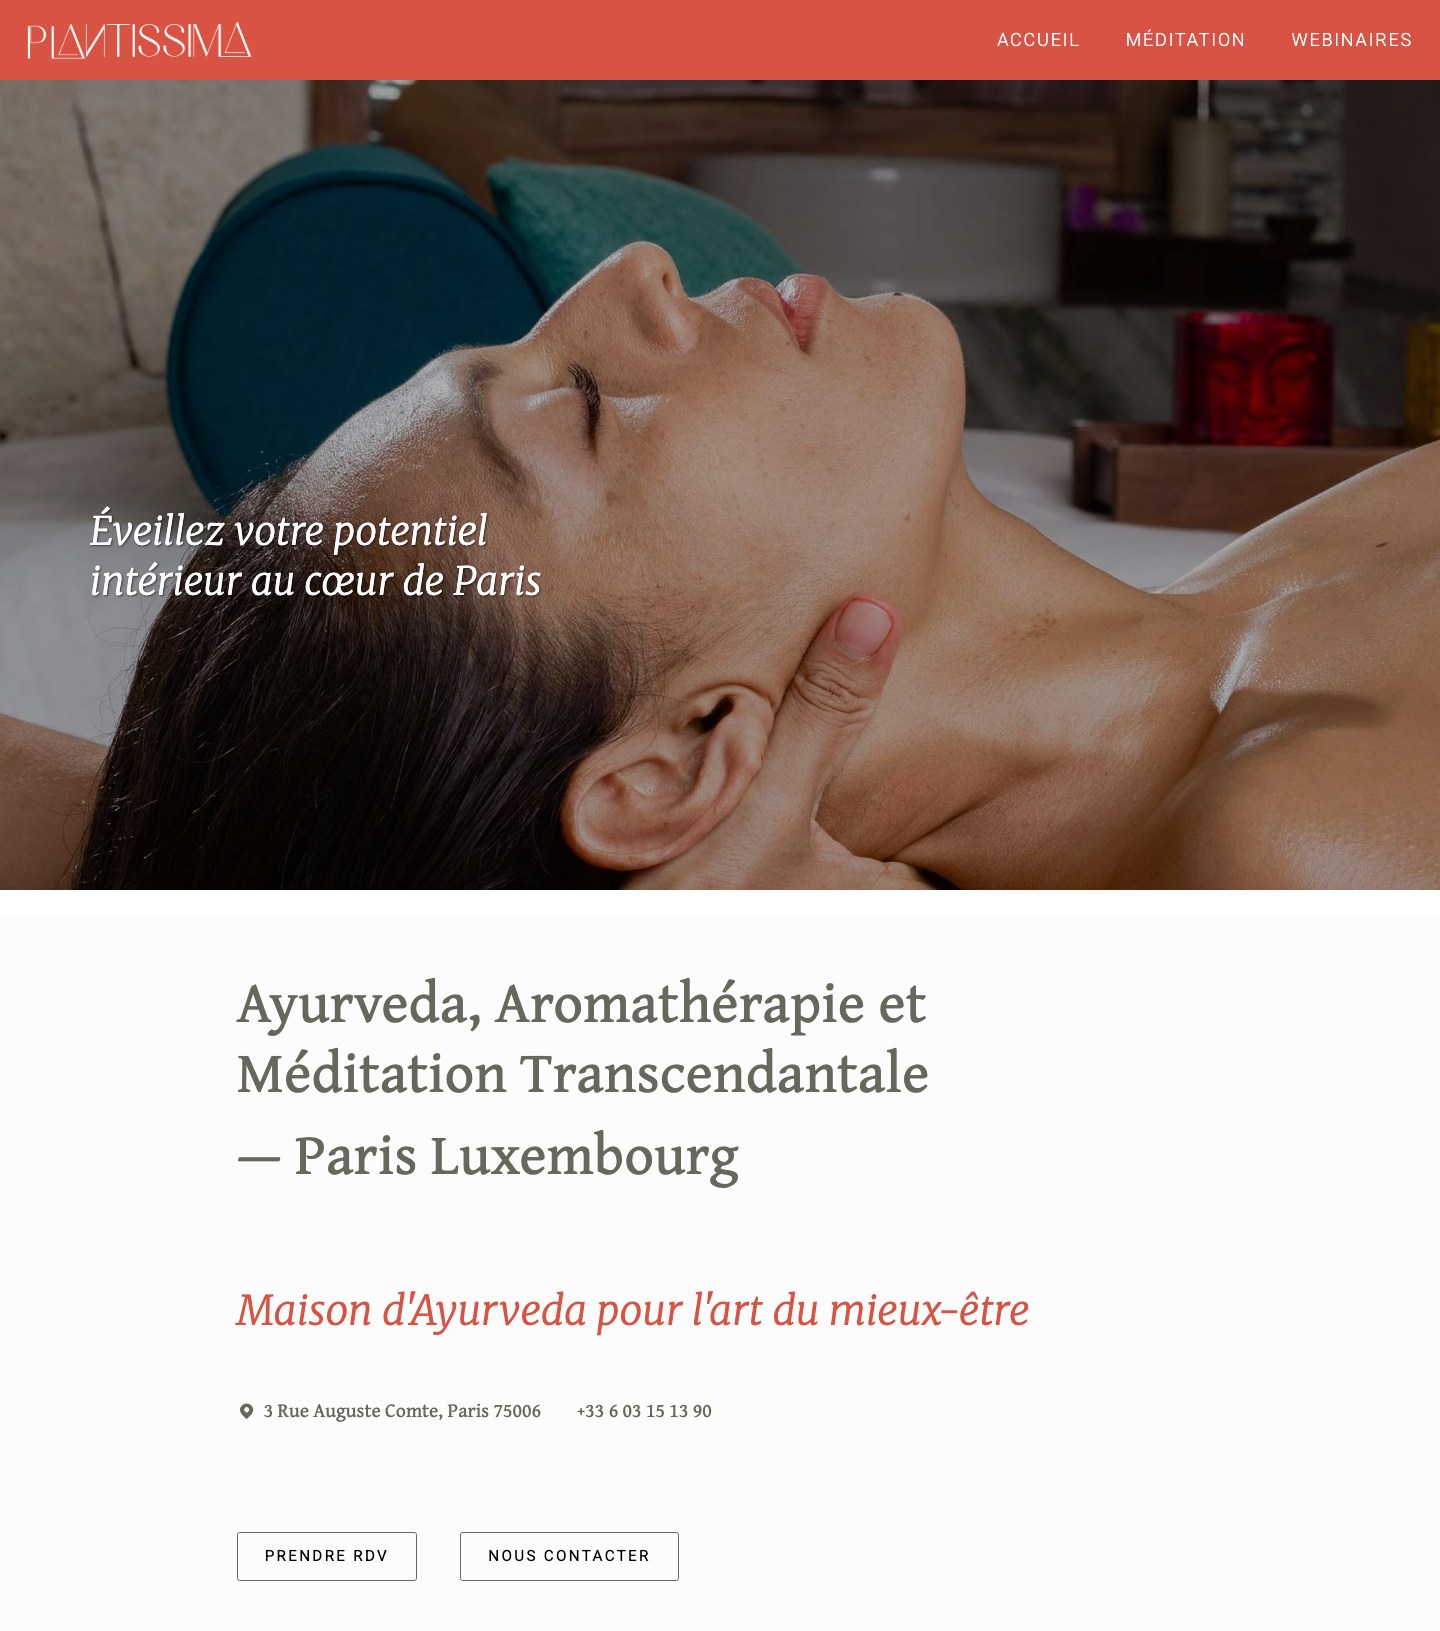 PLANTISSIMA
ACCUEIL MÉDITATION WEBINAIRES
Éveillez votre potentiel
intérieur au cœur de Paris
Ayurveda, Aromathérapie et
Méditation Transcendantale
— Paris Luxembourg
Maison d'Ayurveda pour l'art du mieux-être
3 Rue Auguste Comte, Paris 75006 +33 6 03 15 13 90
PRENDRE RDV NOUS CONTACTER